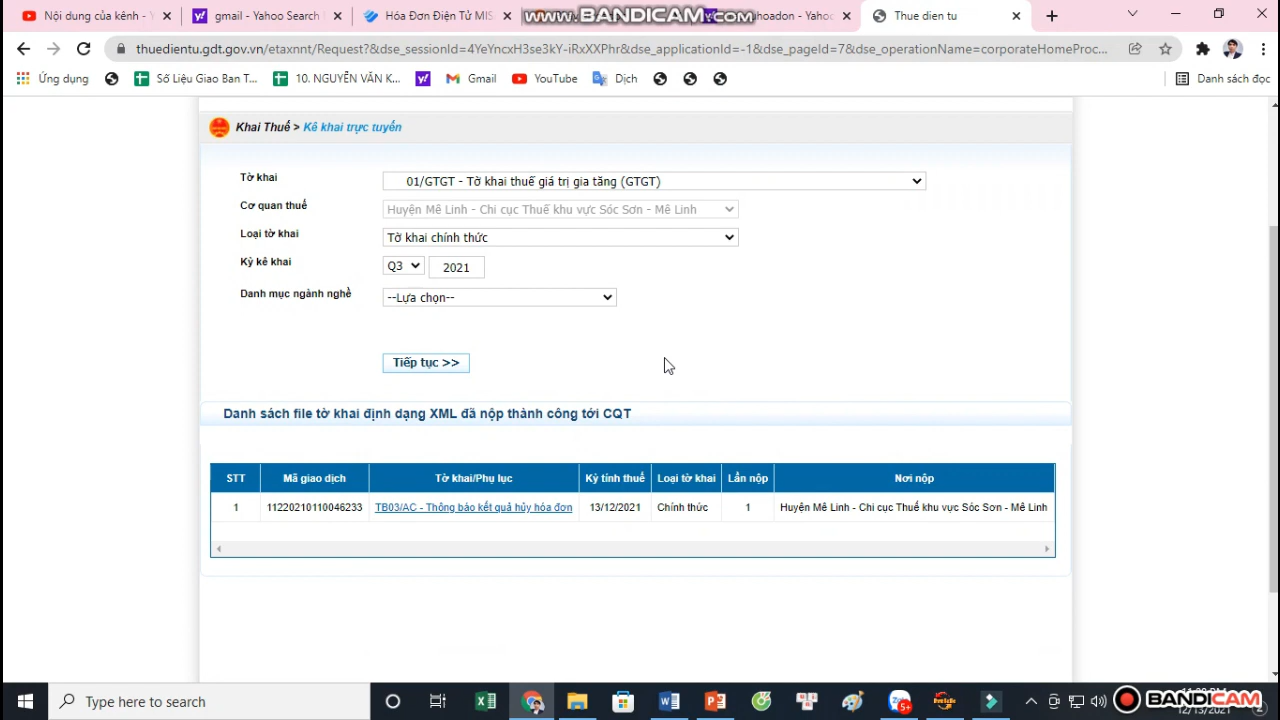 Nội dung của kênh - Y
gmail - Yahoo Search
Hóa Đơn Điện Tử MIS
hoadon - Yahoo
Thue dien tu
WWW.BANDICAM.COM
thuedientu.gdt.gov.vn/etaxnnt/Request?&dse_sessionId=4YeYncxH3se3kY-iRxXXPhr&dse_applicationId=-1&dse_pageId=7&dse_operationName=corporateHomeProc...
Ứng dụng
Số Liệu Giao Ban T...
10. NGUYỄN VĂN K...
Gmail
YouTube
Dịch
Danh sách đọc
Khai Thuế > Kê khai trực tuyến
Tờ khai 01/GTGT - Tờ khai thuế giá trị gia tăng (GTGT)
Cơ quan thuế Huyện Mê Linh - Chi cục Thuế khu vực Sóc Sơn - Mê Linh
Loại tờ khai Tờ khai chính thức
Kỳ kê khai Q3 2021
Danh mục ngành nghề --Lựa chọn--
Tiếp tục >>
Danh sách file tờ khai định dạng XML đã nộp thành công tới CQT
STT Mã giao dịch Tờ khai/Phụ lục Kỳ tính thuế Loại tờ khai Lần nộp Nơi nộp
1 11220210110046233 TB03/AC - Thông báo kết quả hủy hóa đơn 13/12/2021 Chính thức 1 Huyện Mê Linh - Chi cục Thuế khu vực Sóc Sơn - Mê Linh
Type here to search
BANDICAM
12/13/2021